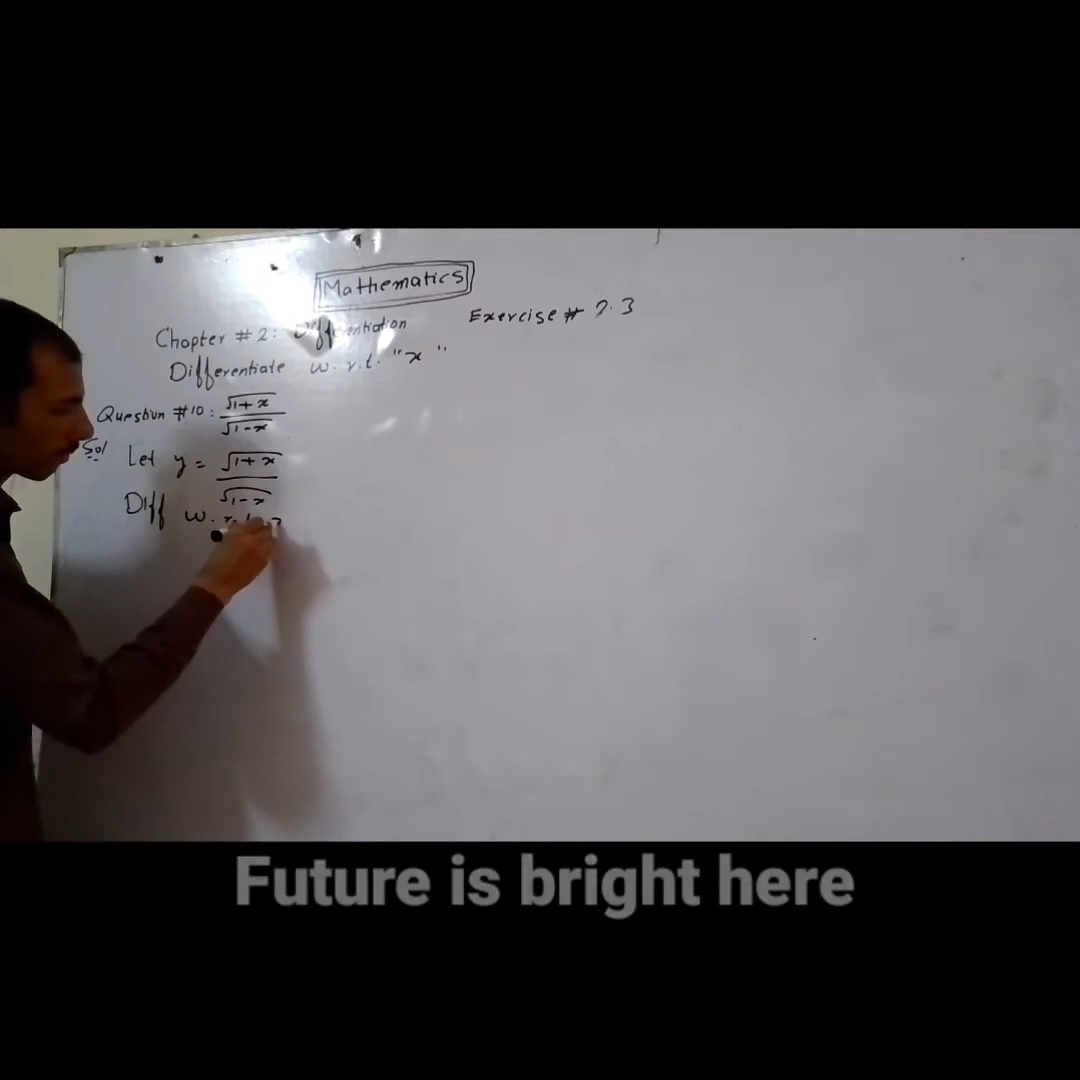 Mathematics
Chapter # 2: Differentiation Exercise # 2.3
Differentiate w.r.t. "x"
Question #10: √1+x / √1-x
Sol Let y = √1+x / √1-x
Diff w.r.t.
Future is bright here